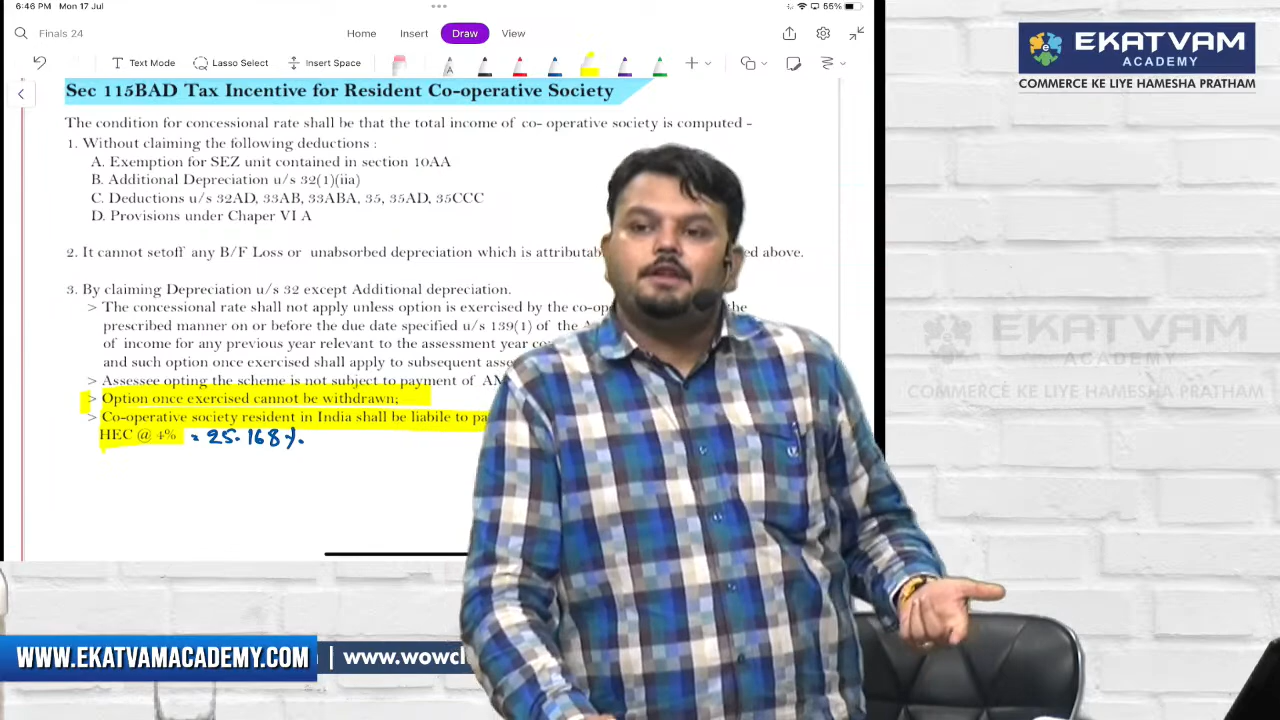 6:46 PM Mon 17 Jul
55%
Finals 24
Home Insert Draw View
Text Mode Lasso Select Insert Space
EKATVAM
ACADEMY
COMMERCE KE LIYE HAMESHA PRATHAM
Sec 115BAD Tax Incentive for Resident Co-operative Society
The condition for concessional rate shall be that the total income of co- operative society is computed -
1. Without claiming the following deductions :
A. Exemption for SEZ unit contained in section 10AA
B. Additional Depreciation u/s 32(1)(iia)
C. Deductions u/s 32AD, 33AB, 33ABA, 35, 35AD, 35CCC
D. Provisions under Chaper VI A
2. It cannot setoff any B/F Loss or unabsorbed depreciation which is above.
3. By claiming Depreciation u/s 32 except Additional depreciation.
> The concessional rate shall not apply unless option is exercised by the the
prescribed manner on or before the due date specified u/s 139(1) of the
of income for any previous year relevant to the assessment year
and such option once exercised shall apply to subsequent
> Assessee opting the scheme is not subject to payment of
> Option once exercised cannot be withdrawn;
> Co-operative society resident in India shall be liabile to
HEC @ 4% = 25.168%.
EKATVAM
ACADEMY
COMMERCE KE LIYE HAMESHA PRATHAM
WWW.EKATVAMACADEMY.COM | www.wowcl